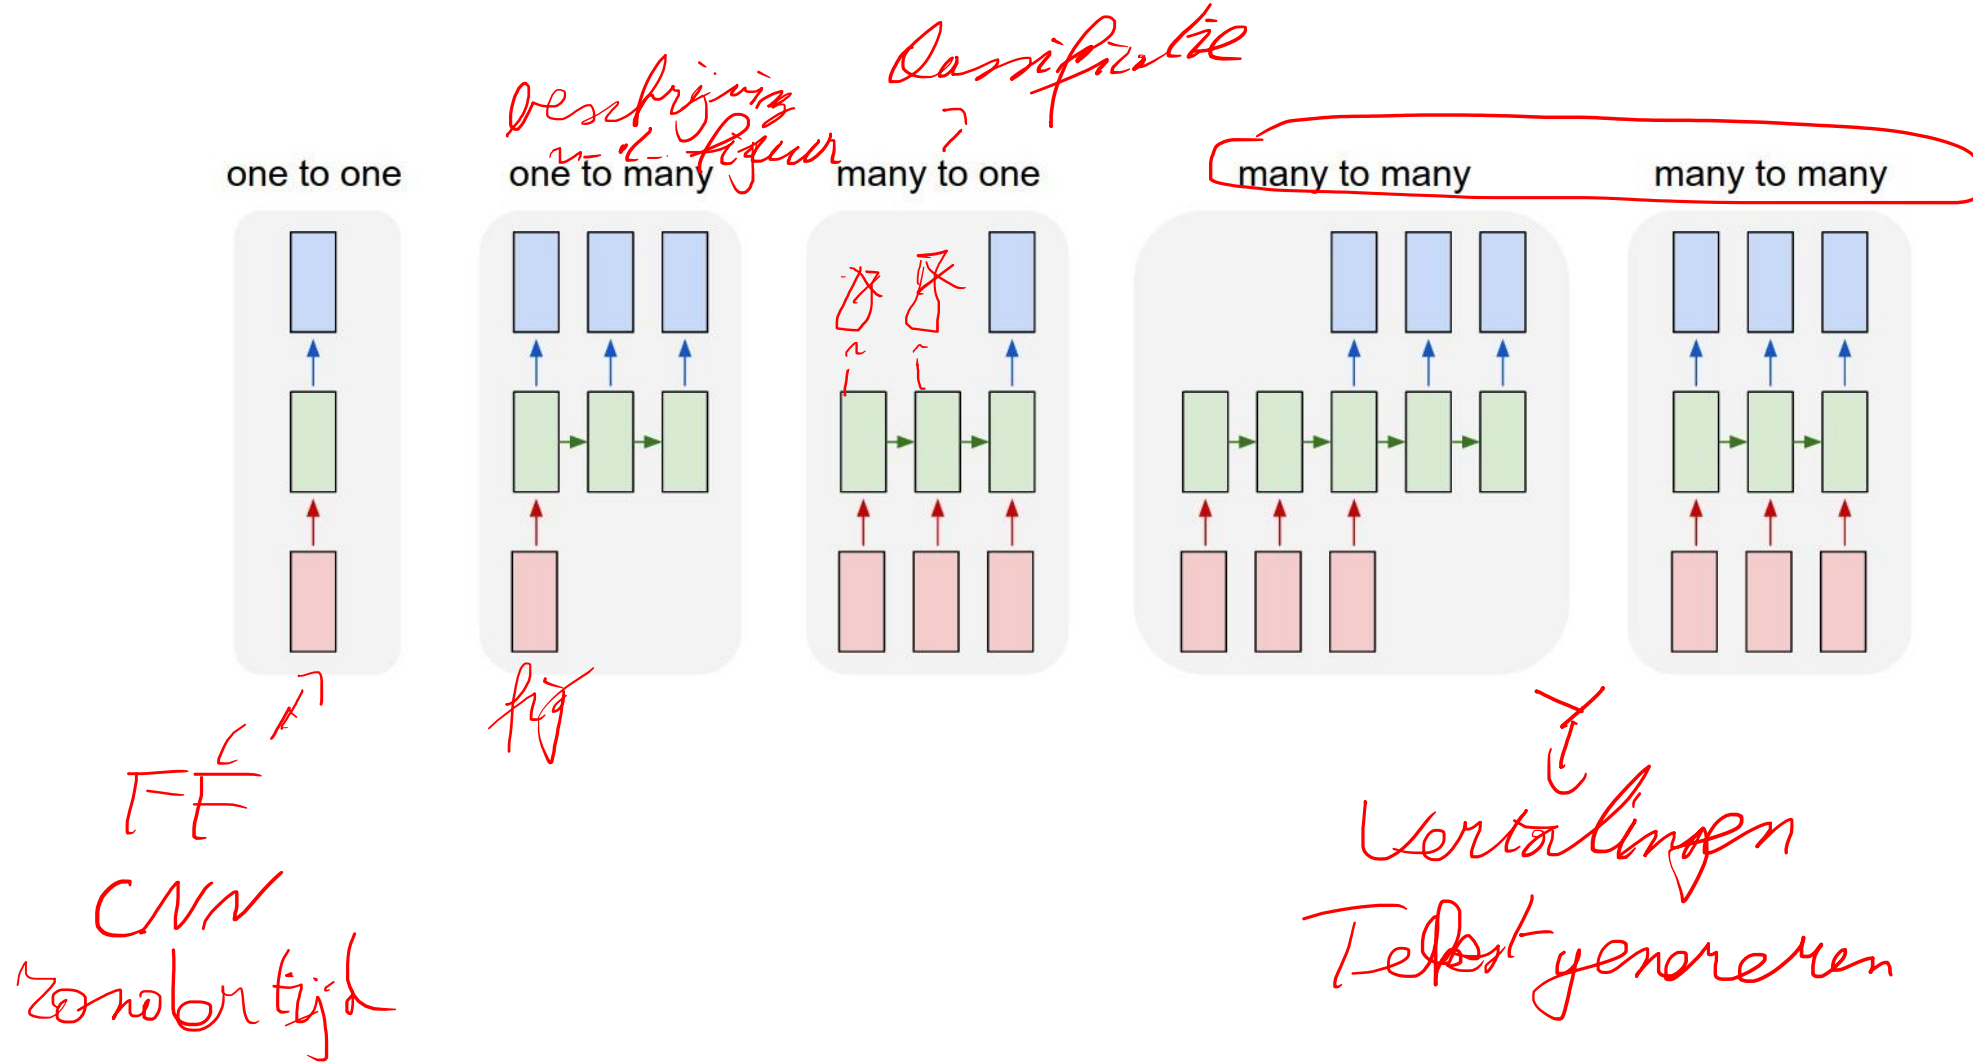 Classificatie
beschrijving
v-d- figuur
one to one
one to many
many to one
many to many
many to many
fig
FF
CNN
zonder tijd
Vertalingen
Tekst genereren